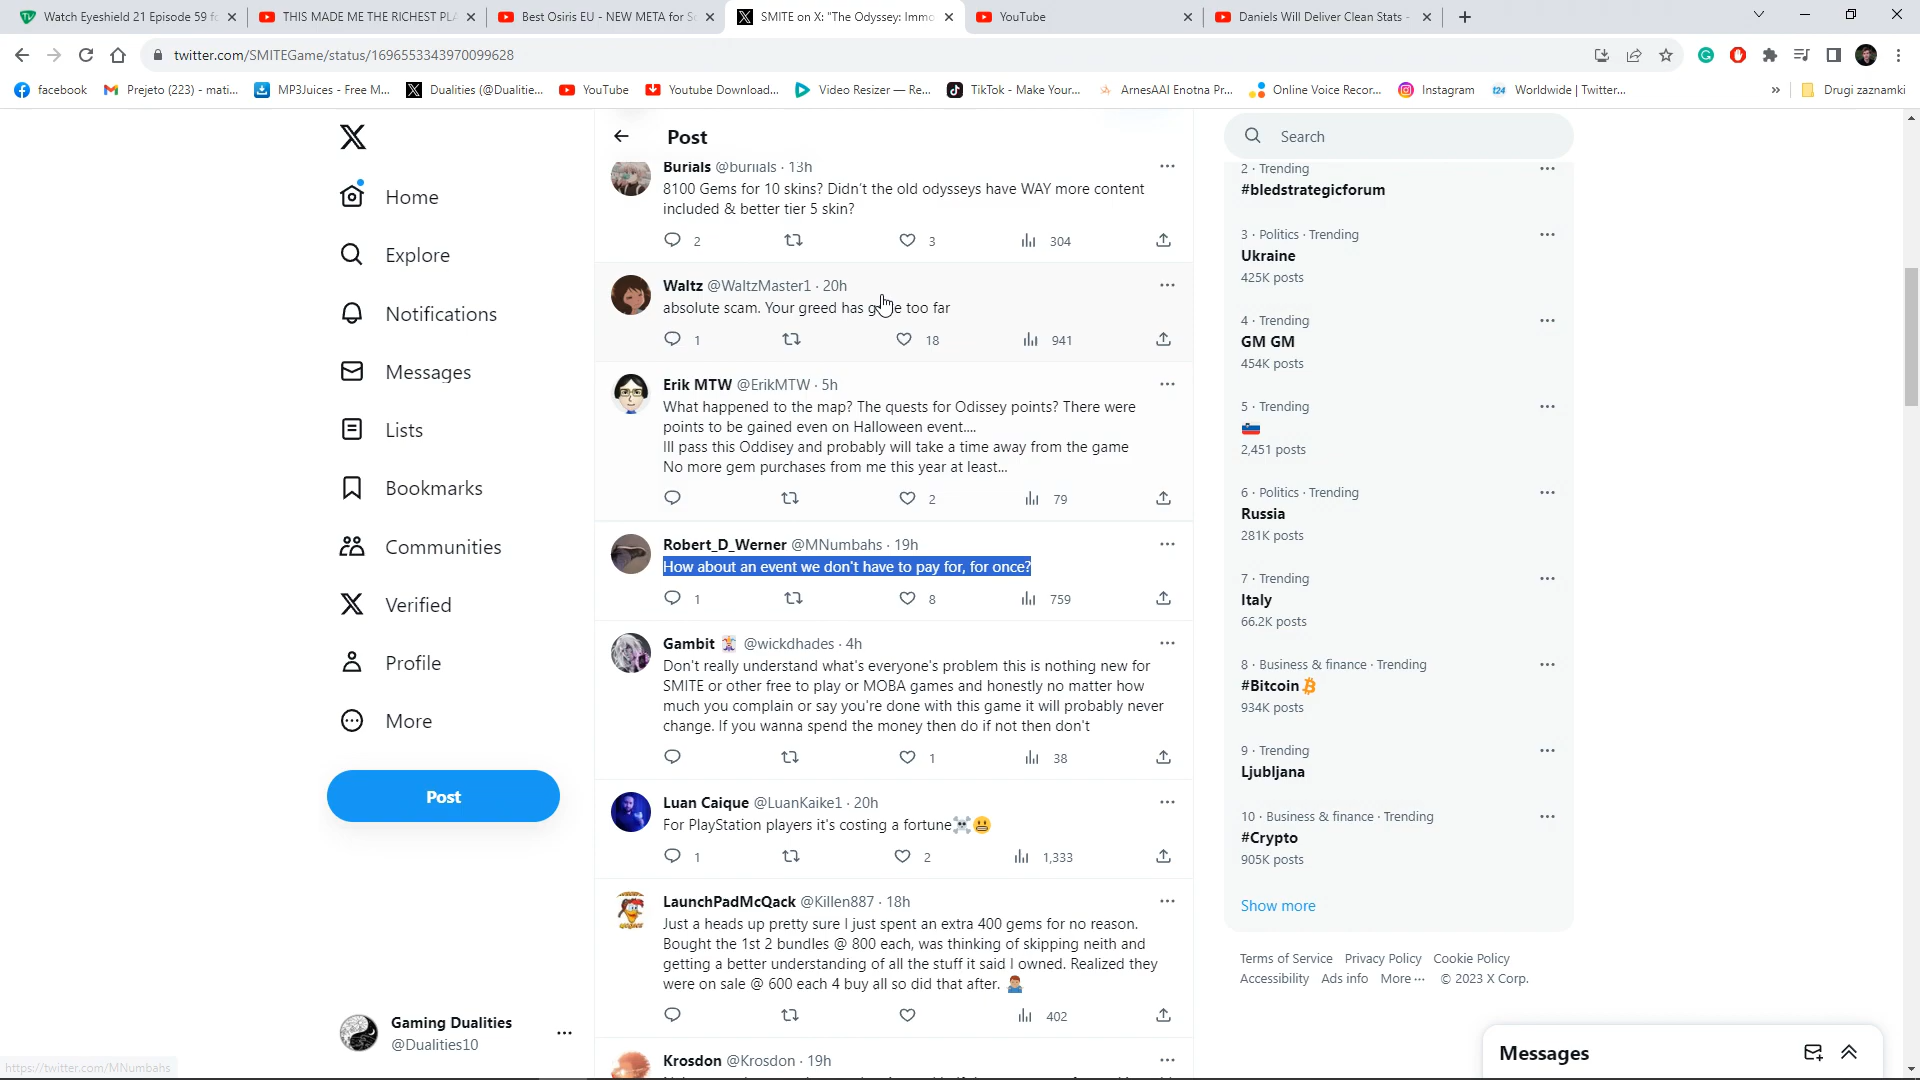 Watch Eyeshield 21 Episode 59 f
THIS MADE ME THE RICHEST PL
Best Osiris EU - NEW META for S
SMITE on X: "The Odyssey: Immo
YouTube
Daniels Will Deliver Clean Stats -
twitter.com/SMITEGame/status/1696553343970099628
facebook
Prejeto (223) - mati...
MP3Juices - Free M...
Dualities (@Dualitie...
YouTube
Youtube Download...
Video Resizer — Re...
TikTok - Make Your...
ArnesAAI Enotna Pr...
Online Voice Recor...
Instagram
Worldwide | Twitter...
»
Drugi zaznamki
Home
Explore
Notifications
Messages
Lists
Bookmarks
Communities
Verified
Profile
More
Post
Gaming Dualities
@Dualities10
https://twitter.com/MNumbahs
Post
Burials @buriials · 13h
8100 Gems for 10 skins? Didn't the old odysseys have WAY more content
included & better tier 5 skin?
2 3 304
Waltz @WaltzMaster1 · 20h
absolute scam. Your greed has too far
1 18 941
Erik MTW @ErikMTW · 5h
What happened to the map? The quests for Odissey points? There were
points to be gained even on Halloween event....
Ill pass this Oddisey and probably will take a time away from the game
No more gem purchases from me this year at least...
2 79
Robert_D_Werner @MNumbahs · 19h
How about an event we don't have to pay for, for once?
1 8 759
Gambit 🃏 @wickdhades · 4h
Don't really understand what's everyone's problem this is nothing new for
SMITE or other free to play or MOBA games and honestly no matter how
much you complain or say you're done with this game it will probably never
change. If you wanna spend the money then do if not then don't
1 38
Luan Caique @LuanKaike1 · 20h
For PlayStation players it's costing a fortune☠️😬
1 2 1,333
LaunchPadMcQack @Killen887 · 18h
Just a heads up pretty sure I just spent an extra 400 gems for no reason.
Bought the 1st 2 bundles @ 800 each, was thinking of skipping neith and
getting a better understanding of all the stuff it said I owned. Realized they
were on sale @ 600 each 4 buy all so did that after. 🤷🏽‍♂️
402
Krosdon @Krosdon · 19h
Search
2 · Trending
#bledstrategicforum
3 · Politics · Trending
Ukraine
425K posts
4 · Trending
GM GM
454K posts
5 · Trending
🇸🇮
2,451 posts
6 · Politics · Trending
Russia
281K posts
7 · Trending
Italy
66.2K posts
8 · Business & finance · Trending
#Bitcoin
934K posts
9 · Trending
Ljubljana
10 · Business & finance · Trending
#Crypto
905K posts
Show more
Terms of Service Privacy Policy Cookie Policy
Accessibility Ads info More ··· © 2023 X Corp.
Messages